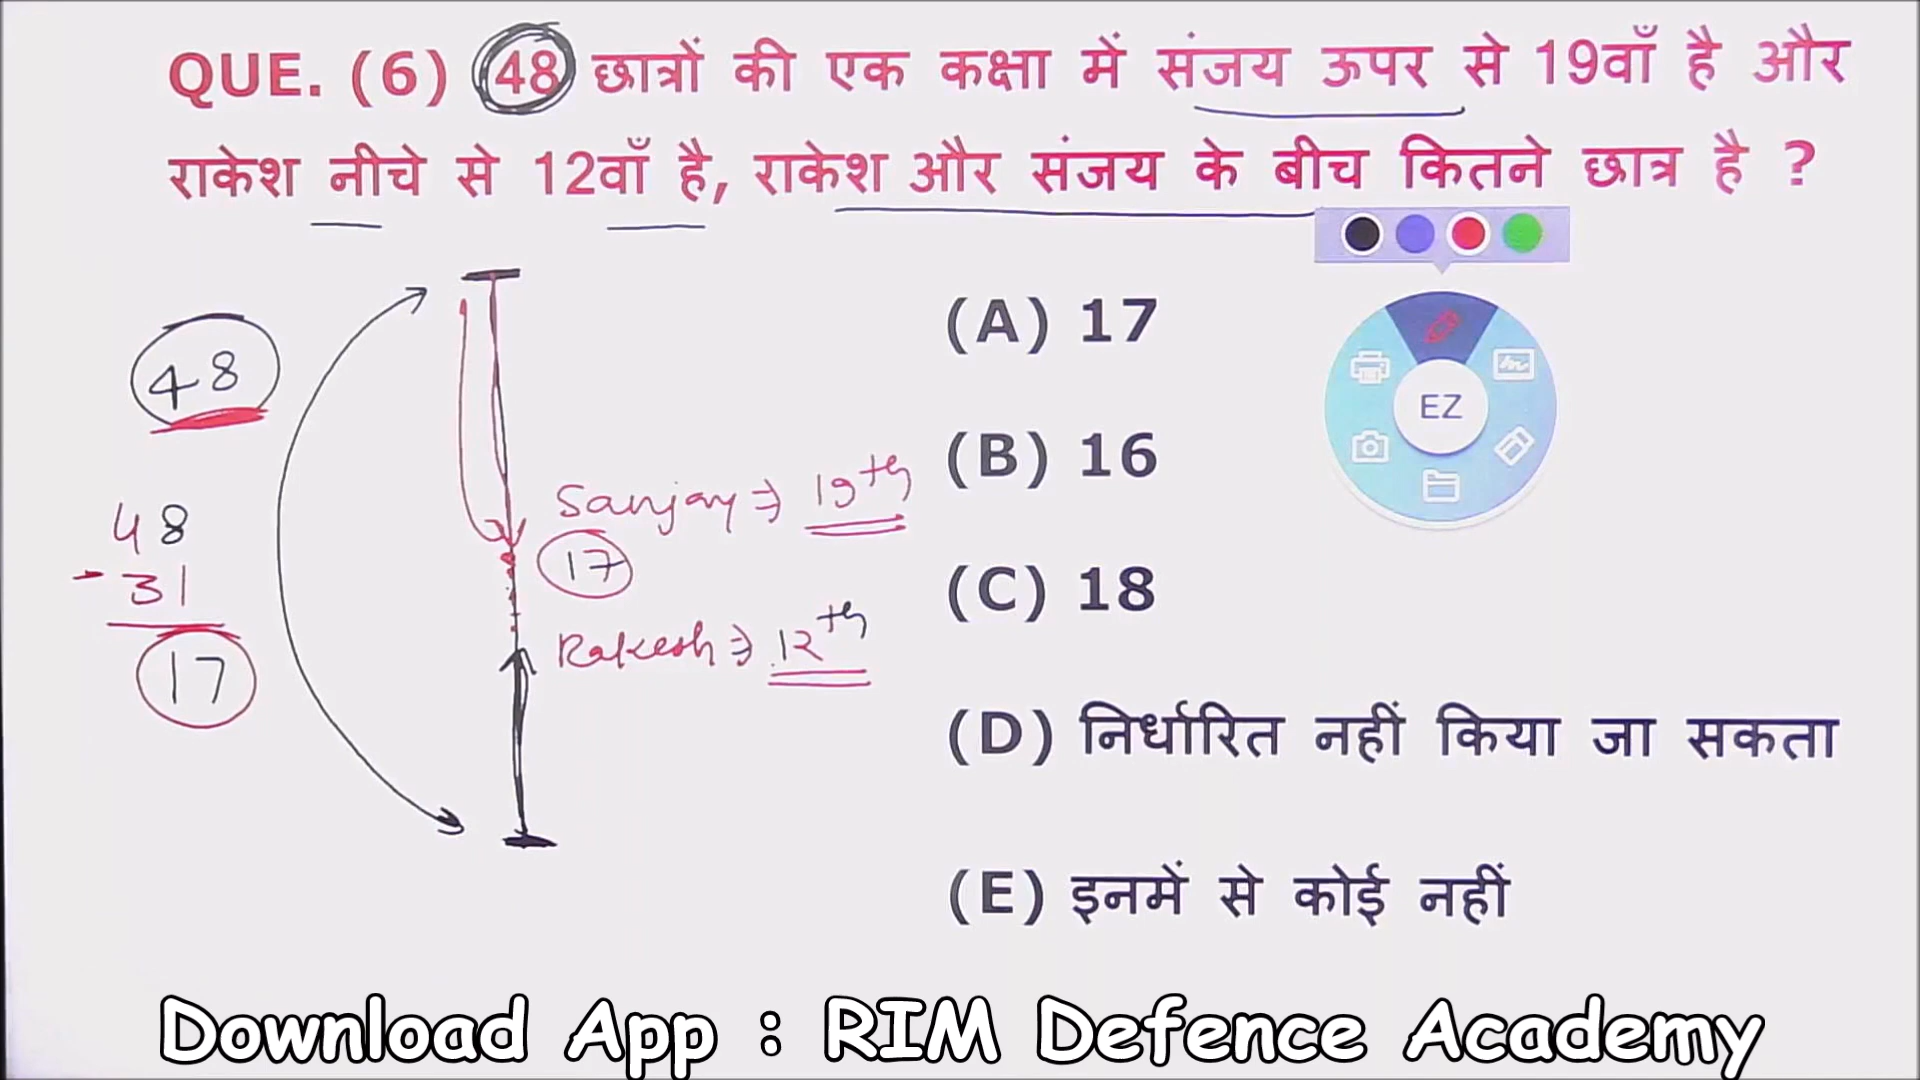 QUE. (6) 48 छात्रों की एक कक्षा में संजय ऊपर से 19वाँ है और
राकेश नीचे से 12वाँ है, राकेश और संजय के बीच कितने छात्र है ?
48
48
- 31
17
Sanjay ⇒ 19th
17
Rakesh ⇒ 12th
(A) 17
(B) 16
(C) 18
(D) निर्धारित नहीं किया जा सकता
(E) इनमें से कोई नहीं
EZ
Download App : RIM Defence Academy